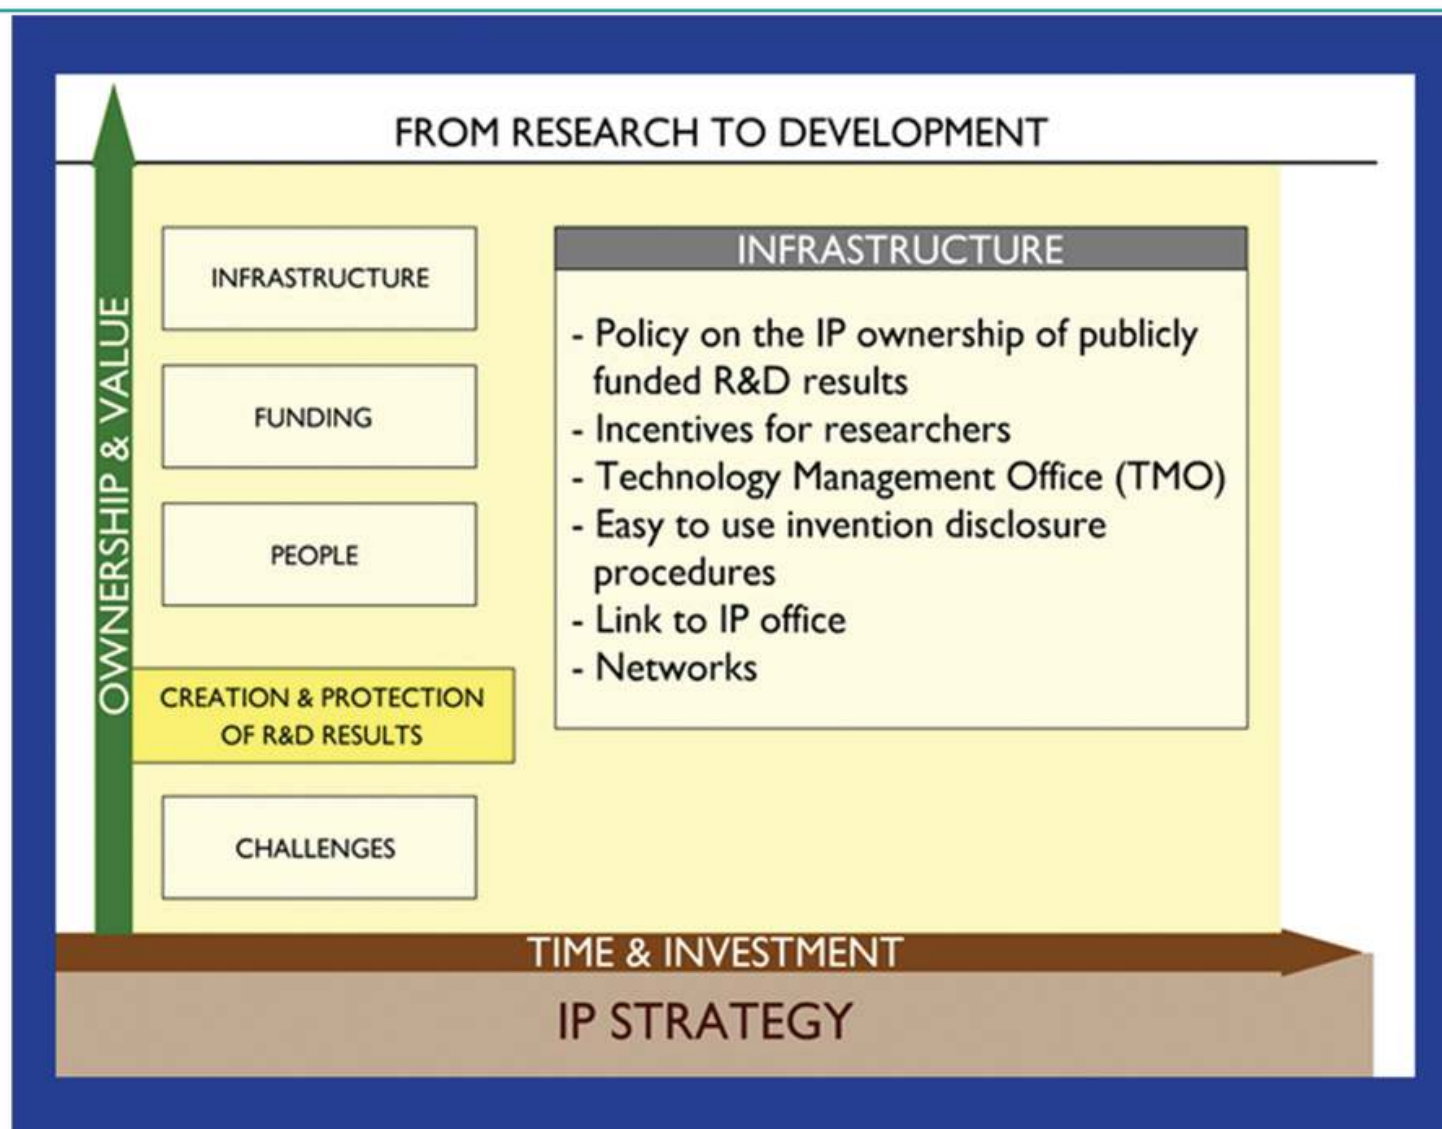 FROM RESEARCH TO DEVELOPMENT
OWNERSHIP & VALUE
INFRASTRUCTURE
FUNDING
PEOPLE
CREATION & PROTECTION
OF R&D RESULTS
CHALLENGES
INFRASTRUCTURE
- Policy on the IP ownership of publicly
funded R&D results
- Incentives for researchers
- Technology Management Office (TMO)
- Easy to use invention disclosure
procedures
- Link to IP office
- Networks
TIME & INVESTMENT
IP STRATEGY